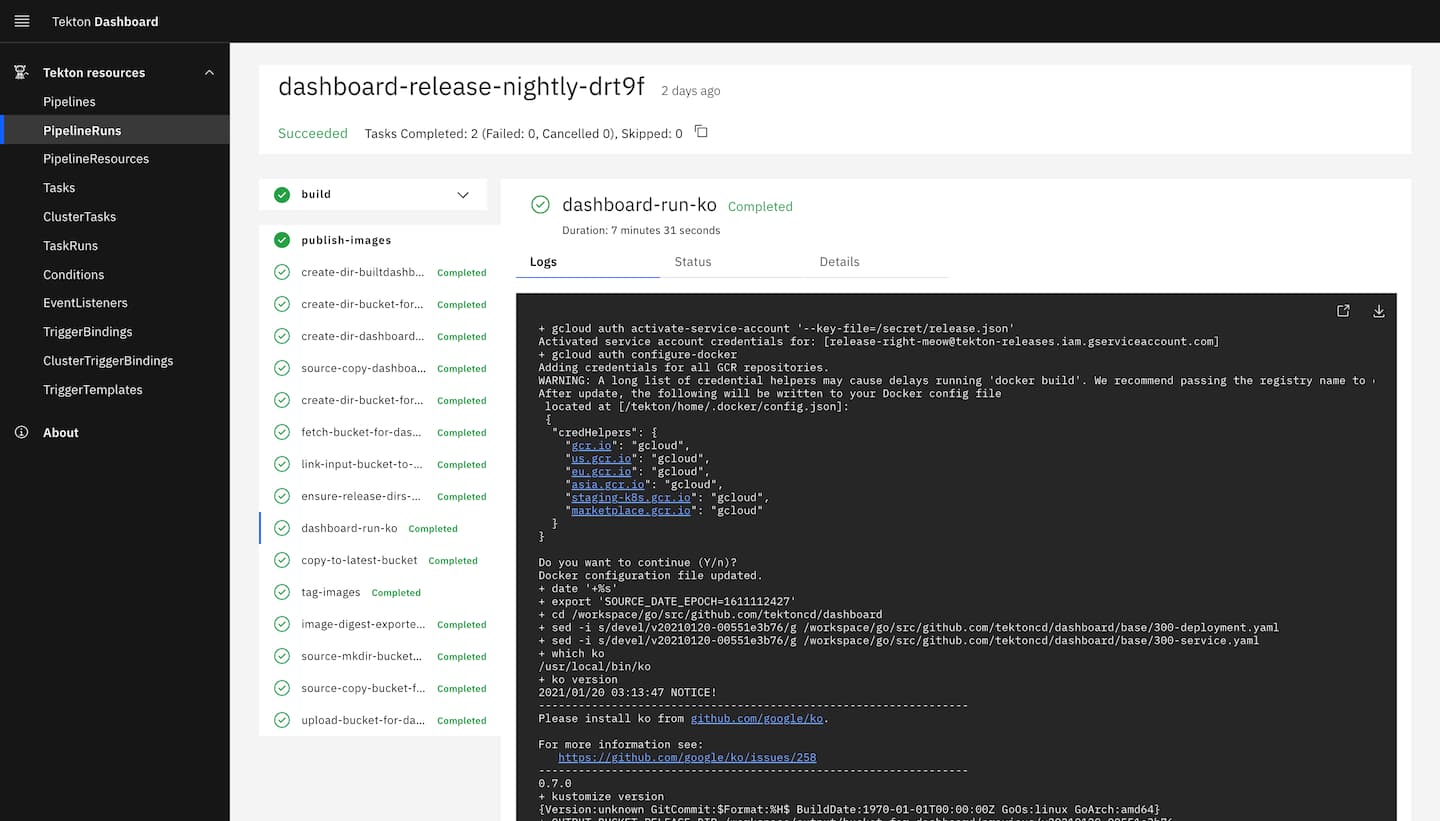 Tekton Dashboard
Tekton resources
Pipelines
PipelineRuns
PipelineResources
Tasks
ClusterTasks
TaskRuns
Conditions
EventListeners
TriggerBindings
ClusterTriggerBindings
TriggerTemplates
About
dashboard-release-nightly-drt9f 2 days ago
Succeeded Tasks Completed: 2 (Failed: 0, Cancelled 0), Skipped: 0
build
publish-images
create-dir-builtdashb... Completed
create-dir-bucket-for... Completed
create-dir-dashboard... Completed
source-copy-dashboa... Completed
create-dir-bucket-for... Completed
fetch-bucket-for-das... Completed
link-input-bucket-to-... Completed
ensure-release-dirs-... Completed
dashboard-run-ko Completed
copy-to-latest-bucket Completed
tag-images Completed
image-digest-exporte... Completed
source-mkdir-bucket... Completed
source-copy-bucket-f... Completed
upload-bucket-for-da... Completed
dashboard-run-ko Completed
Duration: 7 minutes 31 seconds
Logs Status Details
+ gcloud auth activate-service-account '--key-file=/secret/release.json'
Activated service account credentials for: [release-right-meow@tekton-releases.iam.gserviceaccount.com]
+ gcloud auth configure-docker
Adding credentials for all GCR repositories.
WARNING: A long list of credential helpers may cause delays running 'docker build'. We recommend passing the registry name to
After update, the following will be written to your Docker config file
located at [/tekton/home/.docker/config.json]:
{
"credHelpers": {
"gcr.io": "gcloud",
"us.gcr.io": "gcloud",
"eu.gcr.io": "gcloud",
"asia.gcr.io": "gcloud",
"staging-k8s.gcr.io": "gcloud",
"marketplace.gcr.io": "gcloud"
}
}
Do you want to continue (Y/n)?
Docker configuration file updated.
+ date '+%s'
+ export 'SOURCE_DATE_EPOCH=1611112427'
+ cd /workspace/go/src/github.com/tektoncd/dashboard
+ sed -i s/devel/v20210120-00551e3b76/g /workspace/go/src/github.com/tektoncd/dashboard/base/300-deployment.yaml
+ sed -i s/devel/v20210120-00551e3b76/g /workspace/go/src/github.com/tektoncd/dashboard/base/300-service.yaml
+ which ko
/usr/local/bin/ko
+ ko version
2021/01/20 03:13:47 NOTICE!
-----------------------------------------------------------------
Please install ko from github.com/google/ko.
For more information see:
https://github.com/google/ko/issues/258
-----------------------------------------------------------------
0.7.0
+ kustomize version
{Version:unknown GitCommit:$Format:%H$ BuildDate:1970-01-01T00:00:00Z GoOs:linux GoArch:amd64}